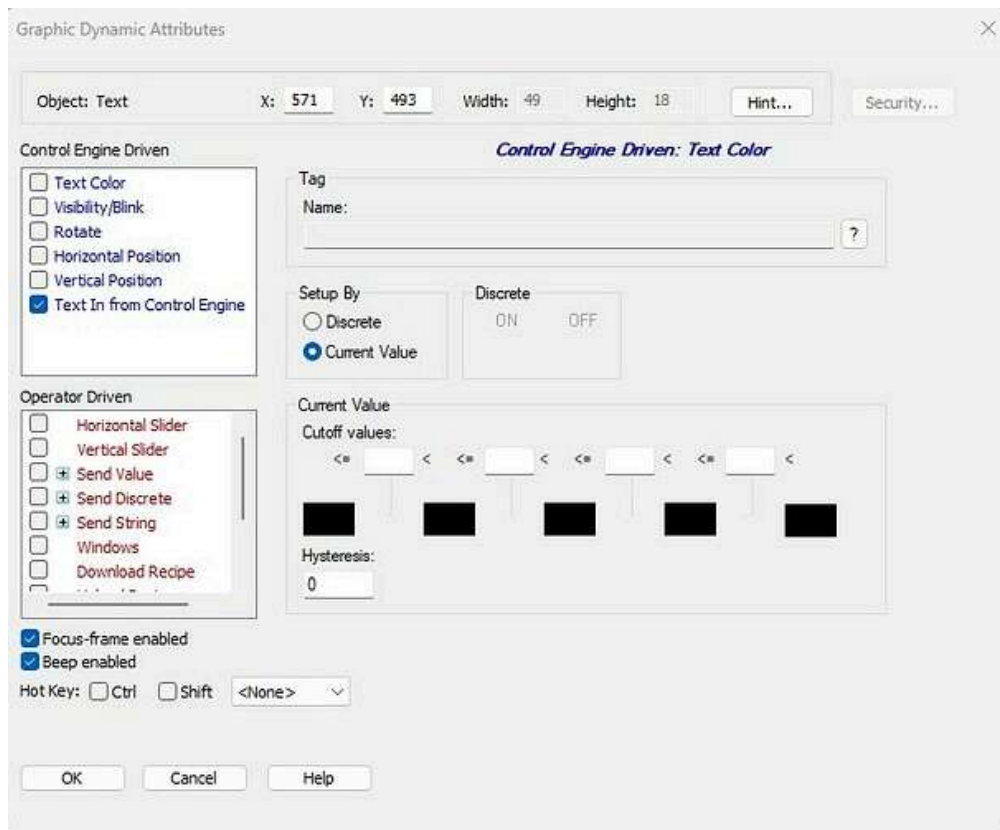 Graphic Dynamic Attributes
Object: Text X: 571 Y: 493 Width: 49 Height: 18 Hint... Security...
Control Engine Driven
Text Color
Visibility/Blink
Rotate
Horizontal Position
Vertical Position
Text In from Control Engine
Operator Driven
Horizontal Slider
Vertical Slider
Send Value
Send Discrete
Send String
Windows
Download Recipe
Focus-frame enabled
Beep enabled
Hot Key: Ctrl Shift <None>
Control Engine Driven: Text Color
Tag
Name:
?
Setup By
Discrete
Current Value
Discrete
ON OFF
Current Value
Cutoff values:
<= < <= < <= < <= <
Hysteresis:
0
OK Cancel Help